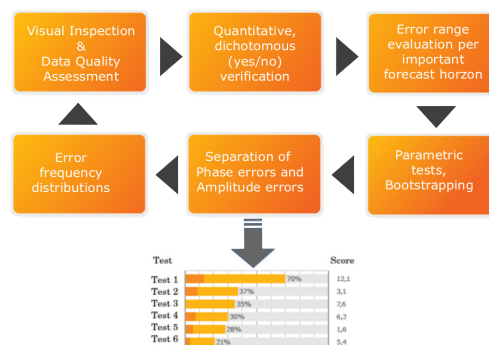 Visual Inspection
&
Data Quality
Assessment
Quantitative,
dichotomous
(yes/no)
verification
Error range
evaluation per
important
forecast horzon
Error
frequency
distributions
Separation of
Phase errors and
Amplitude errors
Parametric
tests,
Bootstrapping
Test Score
Test 1 70% 12,1
Test 2 37% 3,1
Test 3 35% 7,6
Test 4 30% 6,2
Test 5 28% 1,6
Test 6 21% 5,4